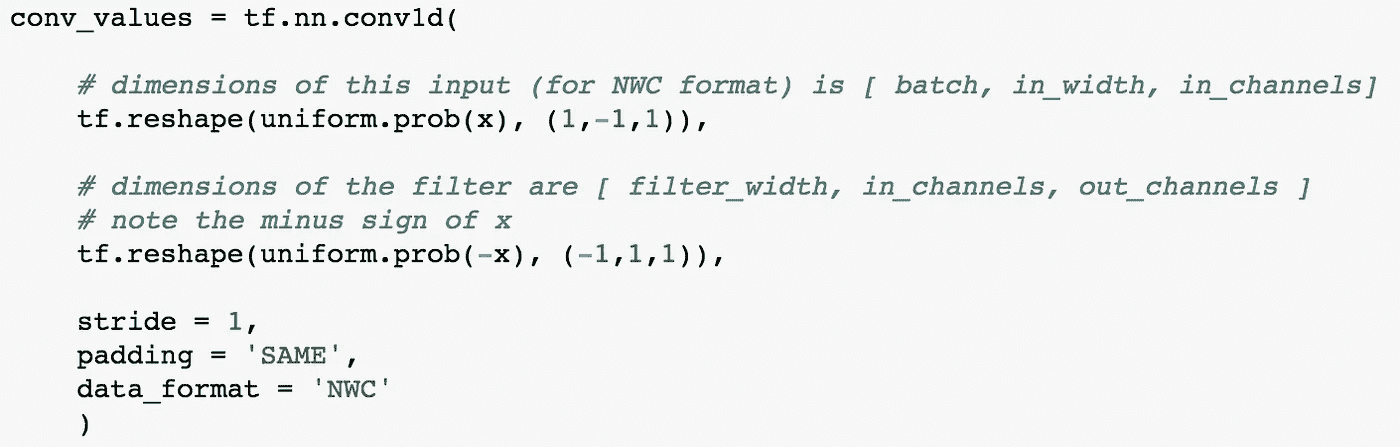 conv_values = tf.nn.conv1d(
# dimensions of this input (for NWC format) is [ batch, in_width, in_channels]
tf.reshape(uniform.prob(x), (1,-1,1)),
# dimensions of the filter are [ filter_width, in_channels, out_channels ]
# note the minus sign of x
tf.reshape(uniform.prob(-x), (-1,1,1)),
stride = 1,
padding = 'SAME',
data_format = 'NWC'
)